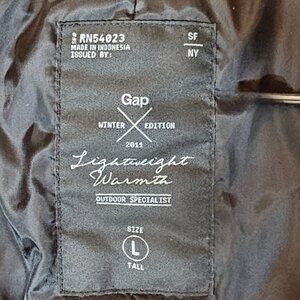 RN54023
MADE IN INDONESIA
ISSUED BY:
SF
NY
Gap
WINTER EDITION
2011
Lightweight
Warmth
OUTDOOR SPECIALIST
SIZE
L
TALL